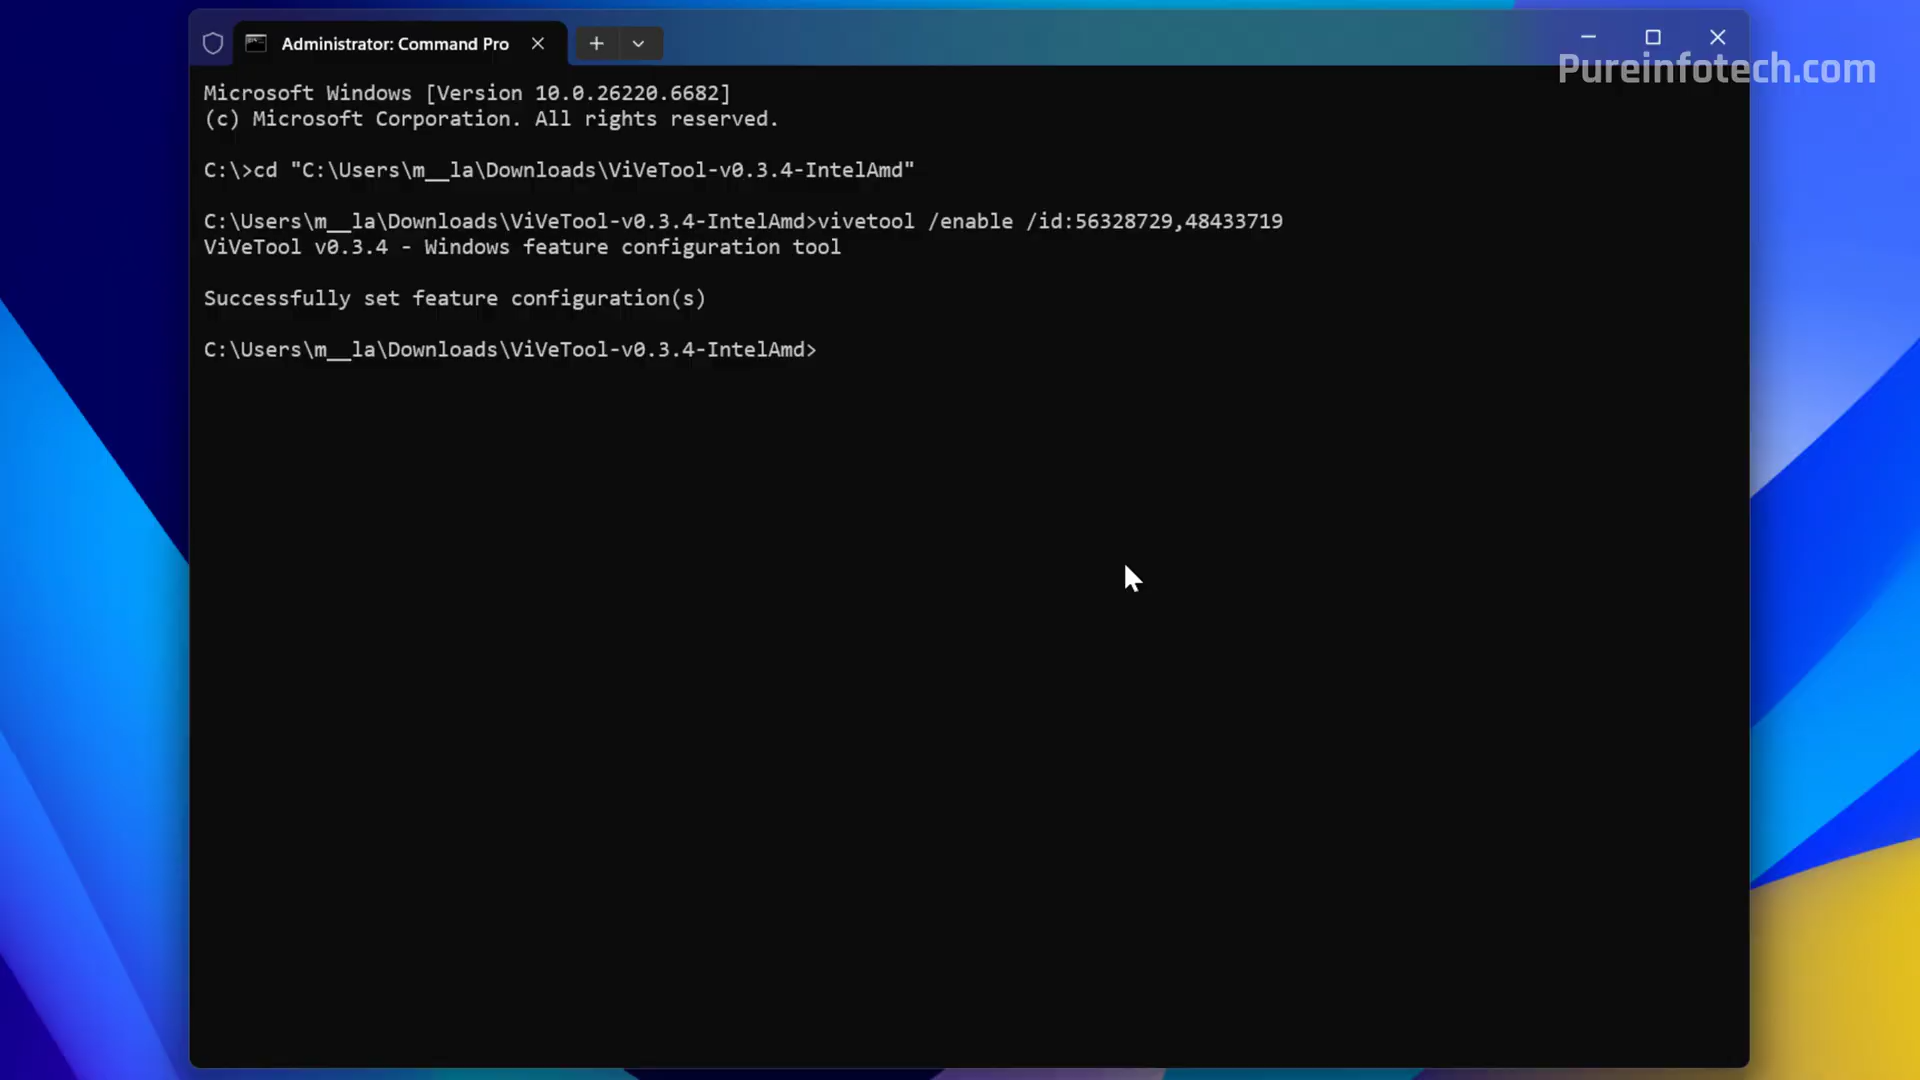 Administrator: Command Pro
Pureinfotech.com
Microsoft Windows [Version 10.0.26220.6682]
(c) Microsoft Corporation. All rights reserved.
C:\>cd "C:\Users\m__la\Downloads\ViVeTool-v0.3.4-IntelAmd"
C:\Users\m__la\Downloads\ViVeTool-v0.3.4-IntelAmd>vivetool /enable /id:56328729,48433719
ViVeTool v0.3.4 - Windows feature configuration tool
Successfully set feature configuration(s)
C:\Users\m__la\Downloads\ViVeTool-v0.3.4-IntelAmd>